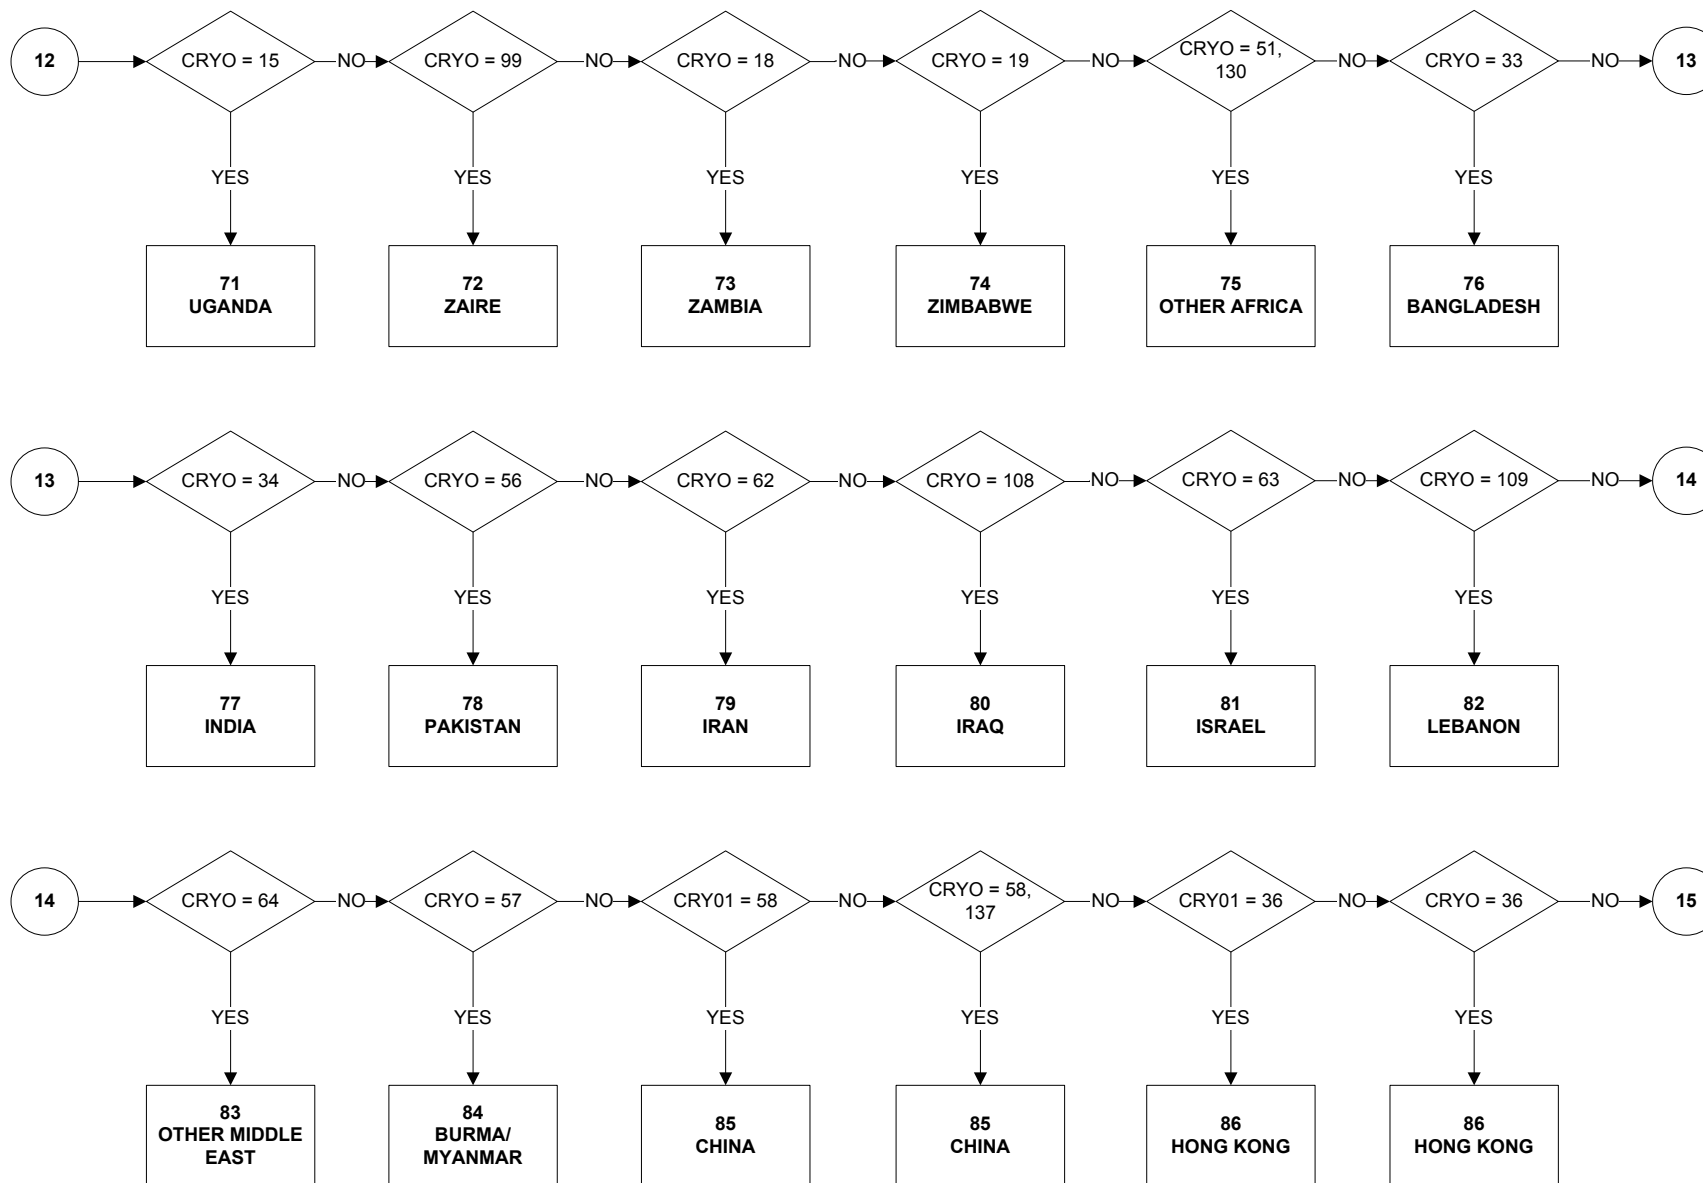 12
CRYO = 15
NO
CRYO = 99
NO
CRYO = 18
NO
CRYO = 19
NO
CRYO = 51,
130
NO
CRYO = 33
NO
13
YES
YES
YES
YES
YES
YES
71
UGANDA
72
ZAIRE
73
ZAMBIA
74
ZIMBABWE
75
OTHER AFRICA
76
BANGLADESH
13
CRYO = 34
NO
CRYO = 56
NO
CRYO = 62
NO
CRYO = 108
NO
CRYO = 63
NO
CRYO = 109
NO
14
YES
YES
YES
YES
YES
YES
77
INDIA
78
PAKISTAN
79
IRAN
80
IRAQ
81
ISRAEL
82
LEBANON
14
CRYO = 64
NO
CRYO = 57
NO
CRY01 = 58
NO
CRYO = 58,
137
NO
CRY01 = 36
NO
CRYO = 36
NO
15
YES
YES
YES
YES
YES
YES
83
OTHER MIDDLE
EAST
84
BURMA/
MYANMAR
85
CHINA
85
CHINA
86
HONG KONG
86
HONG KONG